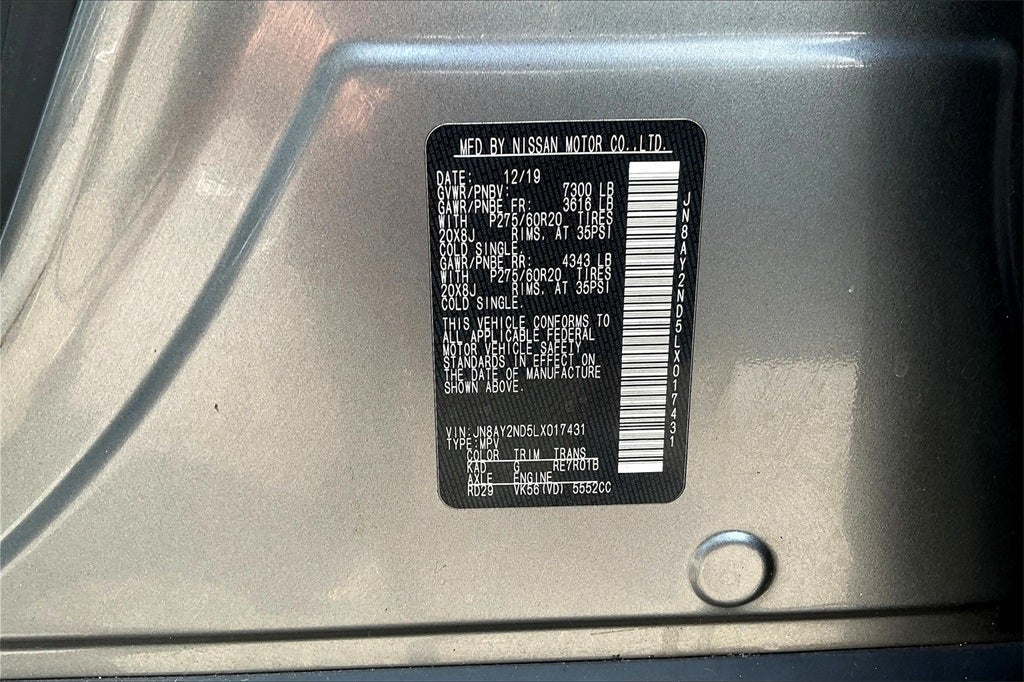 MFD BY NISSAN MOTOR CO.,LTD.
DATE: 12/19
GVWR/PNBV: 7300 LB
GAWR/PNBE FR: 3616 LB
WITH P275/60R20 TIRES
20X8J RIMS, AT 35PSI
COLD SINGLE.
GAWR/PNBE RR: 4343 LB
WITH P275/60R20 TIRES
20X8J RIMS, AT 35PSI
COLD SINGLE.
THIS VEHICLE CONFORMS TO
ALL APPLICABLE FEDERAL
MOTOR VEHICLE SAFETY
STANDARDS IN EFFECT ON
THE DATE OF MANUFACTURE
SHOWN ABOVE.
VIN:JN8AY2ND5LX017431
TYPE:MPV
COLOR TRIM TRANS
KAD G RE7R01B
AXLE ENGINE
RD29 VK56(VD) 5552CC
JN8AY2ND5LX017431